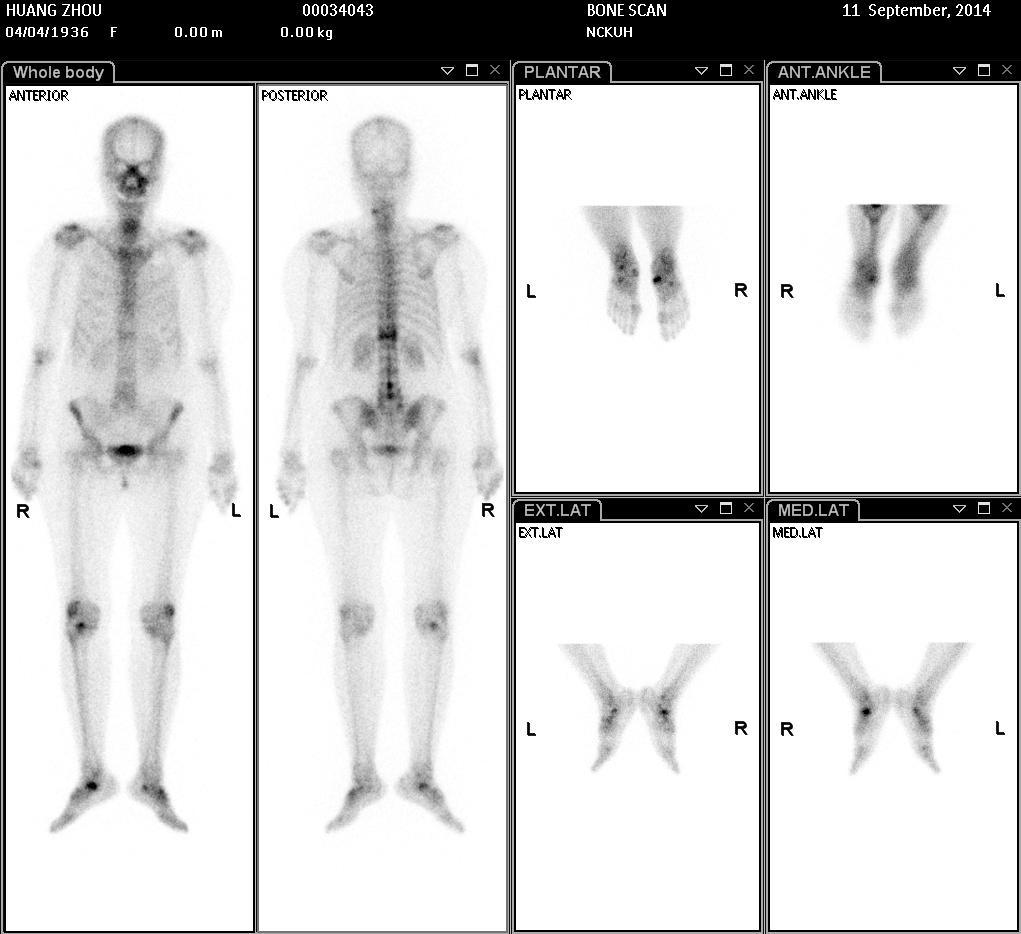 HUANG ZHOU 00034043 BONE SCAN 11 September, 2014
04/04/1936 F 0.00 m 0.00 kg NCKUH
Whole body
ANTERIOR
POSTERIOR
R L L R
PLANTAR
PLANTAR
L R
ANT.ANKLE
ANT.ANKLE
R L
EXT.LAT
EXT.LAT
L R
MED.LAT
MED.LAT
R L